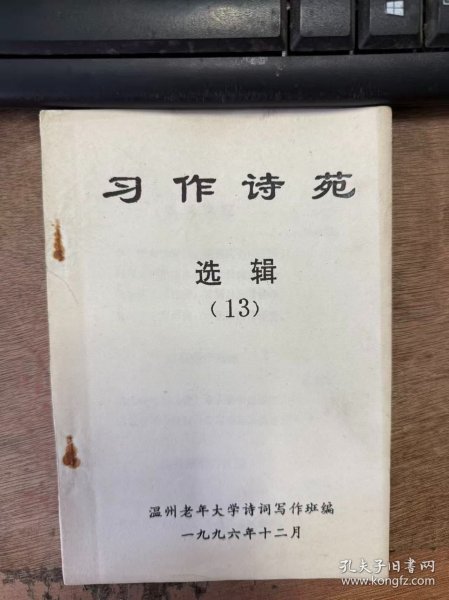 习作诗苑
选辑
（13）
温州老年大学诗词写作班编
一九九六年十二月
孔夫子旧书网
www.kongfz.com